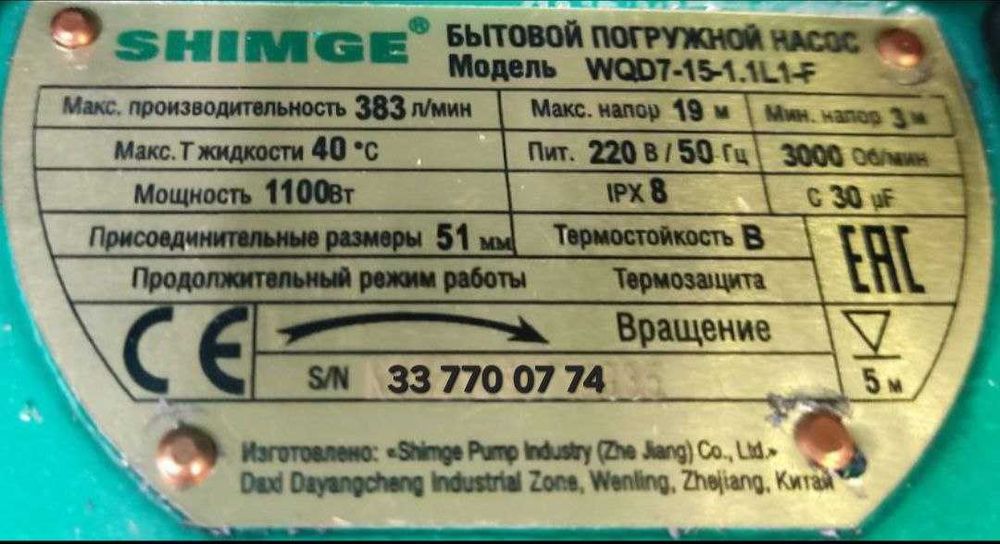 SHIMGE® БЫТОВОЙ ПОГРУЖНОЙ НАСОС
Модель WQD7-15-1.1L1-F
Макс. производительность 383 л/мин Макс. напор 19 м Мин. напор 3 м
Макс. Т жидкости 40 °C Пит. 220 В / 50 Гц 3000 Об/мин
Мощность 1100Вт IPX 8 C 30 µF
Присоединительные размеры 51 мм Термостойкость B
EAC
Продолжительный режим работы Термозащита
CE Вращение
S/N 33 770 07 74 5 м
Изготовлено: «Shimge Pump Industry (Zhe Jiang) Co., Ltd.»
Daxi Dayangcheng Industrial Zone, Wenling, Zhejiang, Китай